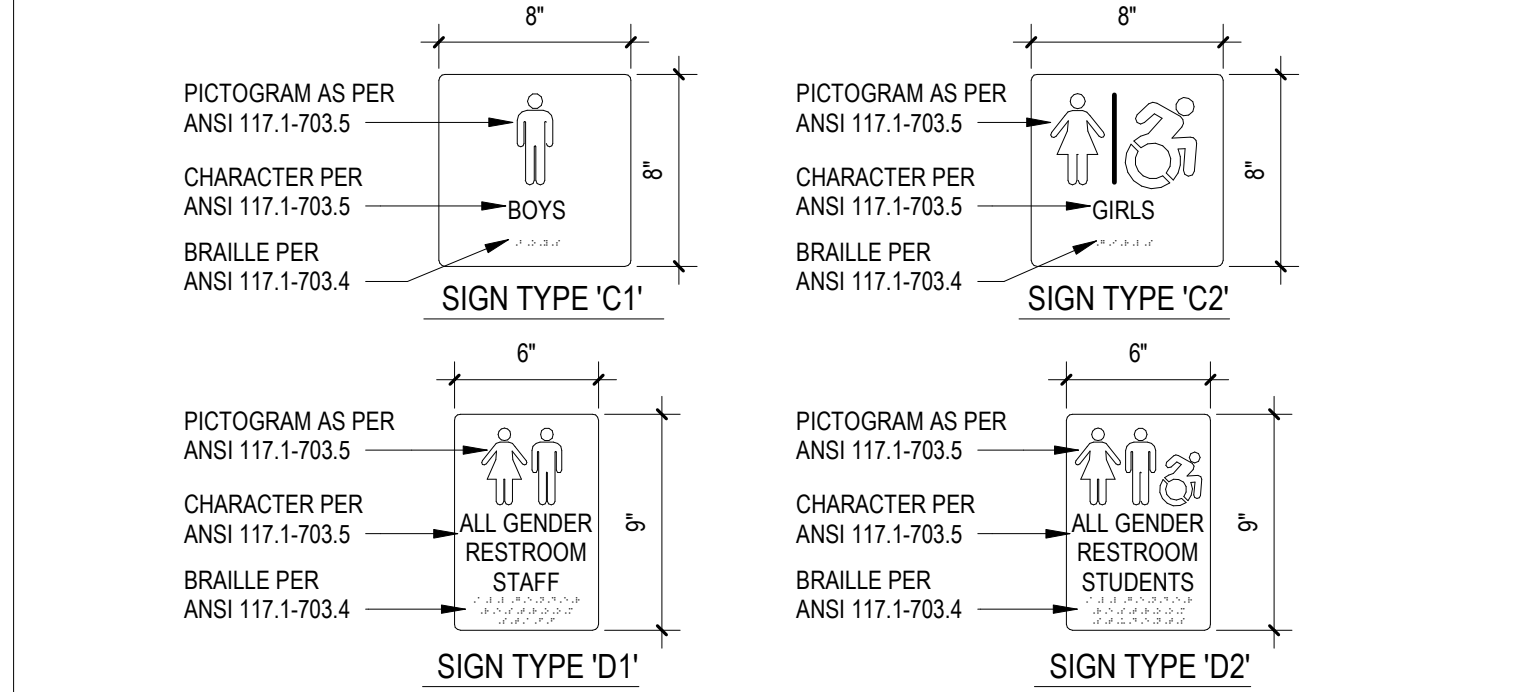 8"
PICTOGRAM AS PER
ANSI 117.1-703.5
CHARACTER PER
ANSI 117.1-703.5
BRAILLE PER
ANSI 117.1-703.4
BOYS
8"
SIGN TYPE 'C1'
8"
PICTOGRAM AS PER
ANSI 117.1-703.5
CHARACTER PER
ANSI 117.1-703.5
BRAILLE PER
ANSI 117.1-703.4
GIRLS
8"
SIGN TYPE 'C2'
6"
PICTOGRAM AS PER
ANSI 117.1-703.5
CHARACTER PER
ANSI 117.1-703.5
BRAILLE PER
ANSI 117.1-703.4
ALL GENDER
RESTROOM
STAFF
9"
SIGN TYPE 'D1'
6"
PICTOGRAM AS PER
ANSI 117.1-703.5
CHARACTER PER
ANSI 117.1-703.5
BRAILLE PER
ANSI 117.1-703.4
ALL GENDER
RESTROOM
STUDENTS
9"
SIGN TYPE 'D2'